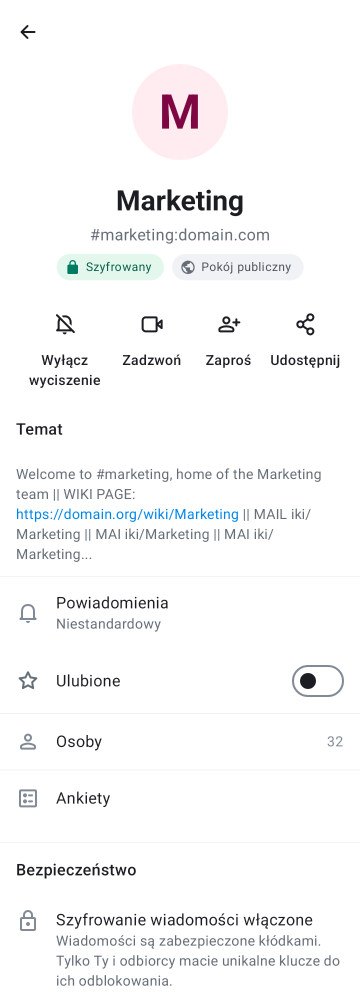 M
Marketing
#marketing:domain.com
Szyfrowany
Pokój publiczny
Wyłącz
wyciszenie
Zadzwoń
Zaproś
Udostępnij
Temat
Welcome to #marketing, home of the Marketing
team || WIKI PAGE:
https://domain.org/wiki/Marketing || MAIL iki/
Marketing || MAI iki/Marketing || MAI iki/
Marketing...
Powiadomienia
Niestandardowy
Ulubione
Osoby
32
Ankiety
Bezpieczeństwo
Szyfrowanie wiadomości włączone
Wiadomości są zabezpieczone kłódkami.
Tylko Ty i odbiorcy macie unikalne klucze do
ich odblokowania.